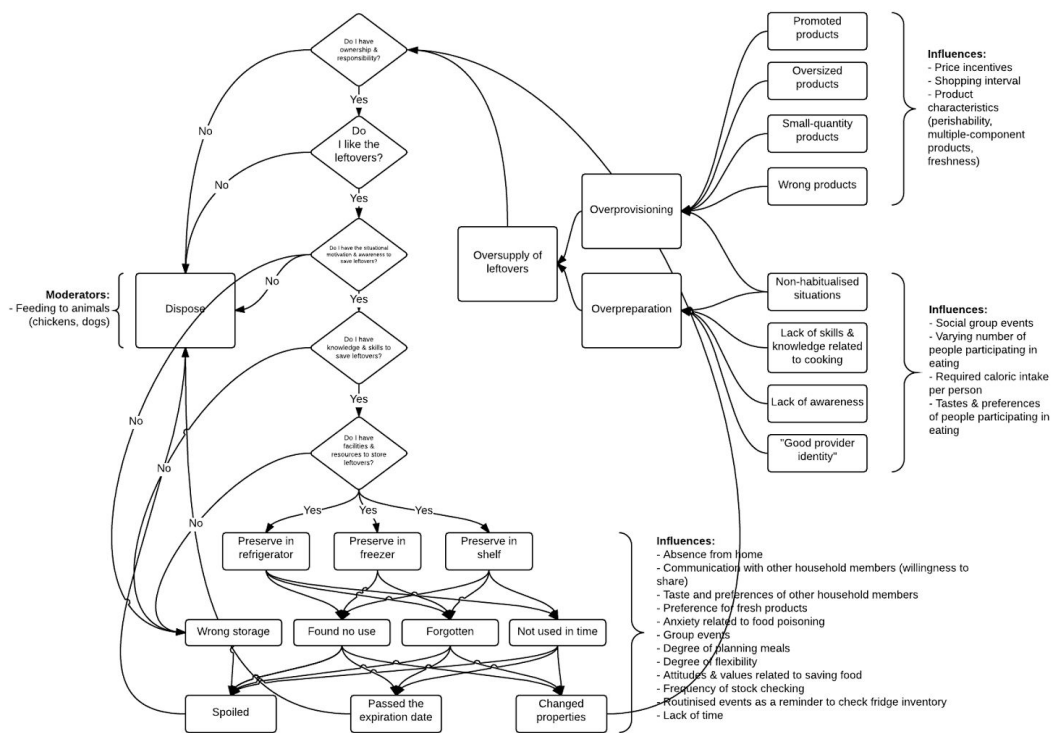 Do I have
ownership &
responsibility?
Promoted
products
Influences:
- Price incentives
- Shopping interval
- Product
characteristics
(perishability,
multiple-component
products,
freshness)
Oversized
products
Yes
No
Do
I like the
leftovers?
Small-quantity
products
No
Wrong products
Yes
Overprovisioning
Do I have the situational
motivation & awareness to
save leftovers?
Oversupply of
leftovers
No
Non-habitualised
situations
Moderators:
- Feeding to animals
(chickens, dogs)
Dispose
Yes
Overpreparation
Influences:
- Social group events
- Varying number of
people participating in
eating
- Required caloric intake
per person
- Tastes & preferences
of people participating in
eating
Lack of skills &
knowledge related
to cooking
Do I have
knowledge & skills to
save leftovers?
Yes
Lack of awareness
No
Do I have
facilities &
resources to store
leftovers?
"Good provider
identity"
No
No
Yes
Yes
Yes
Preserve in
refrigerator
Preserve in
freezer
Preserve in
shelf
Influences:
- Absence from home
- Communication with other household members (willingness to
share)
- Taste and preferences of other household members
- Preference for fresh products
- Anxiety related to food poisoning
- Group events
- Degree of planning meals
- Degree of flexibility
- Attitudes & values related to saving food
- Frequency of stock checking
- Routinised events as a reminder to check fridge inventory
- Lack of time
Wrong storage
Found no use
Forgotten
Not used in time
Spoiled
Passed the
expiration date
Changed
properties